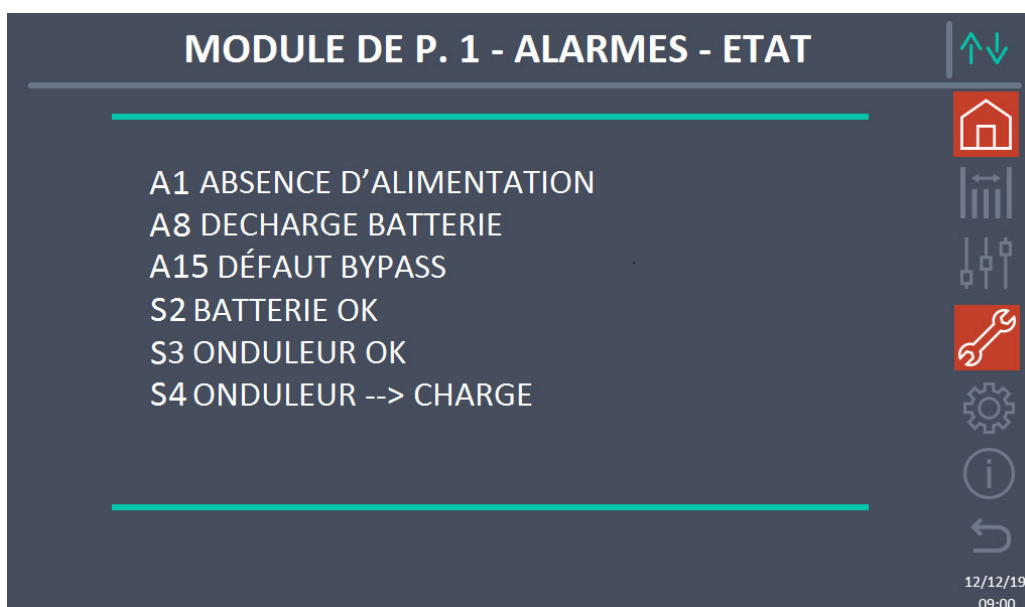 MODULE DE P. 1 - ALARMES - ETAT
A1 ABSENCE D’ALIMENTATION
A8 DECHARGE BATTERIE
A15 DÉFAUT BYPASS
S2 BATTERIE OK
S3 ONDULEUR OK
S4 ONDULEUR --> CHARGE
12/12/19
09:00